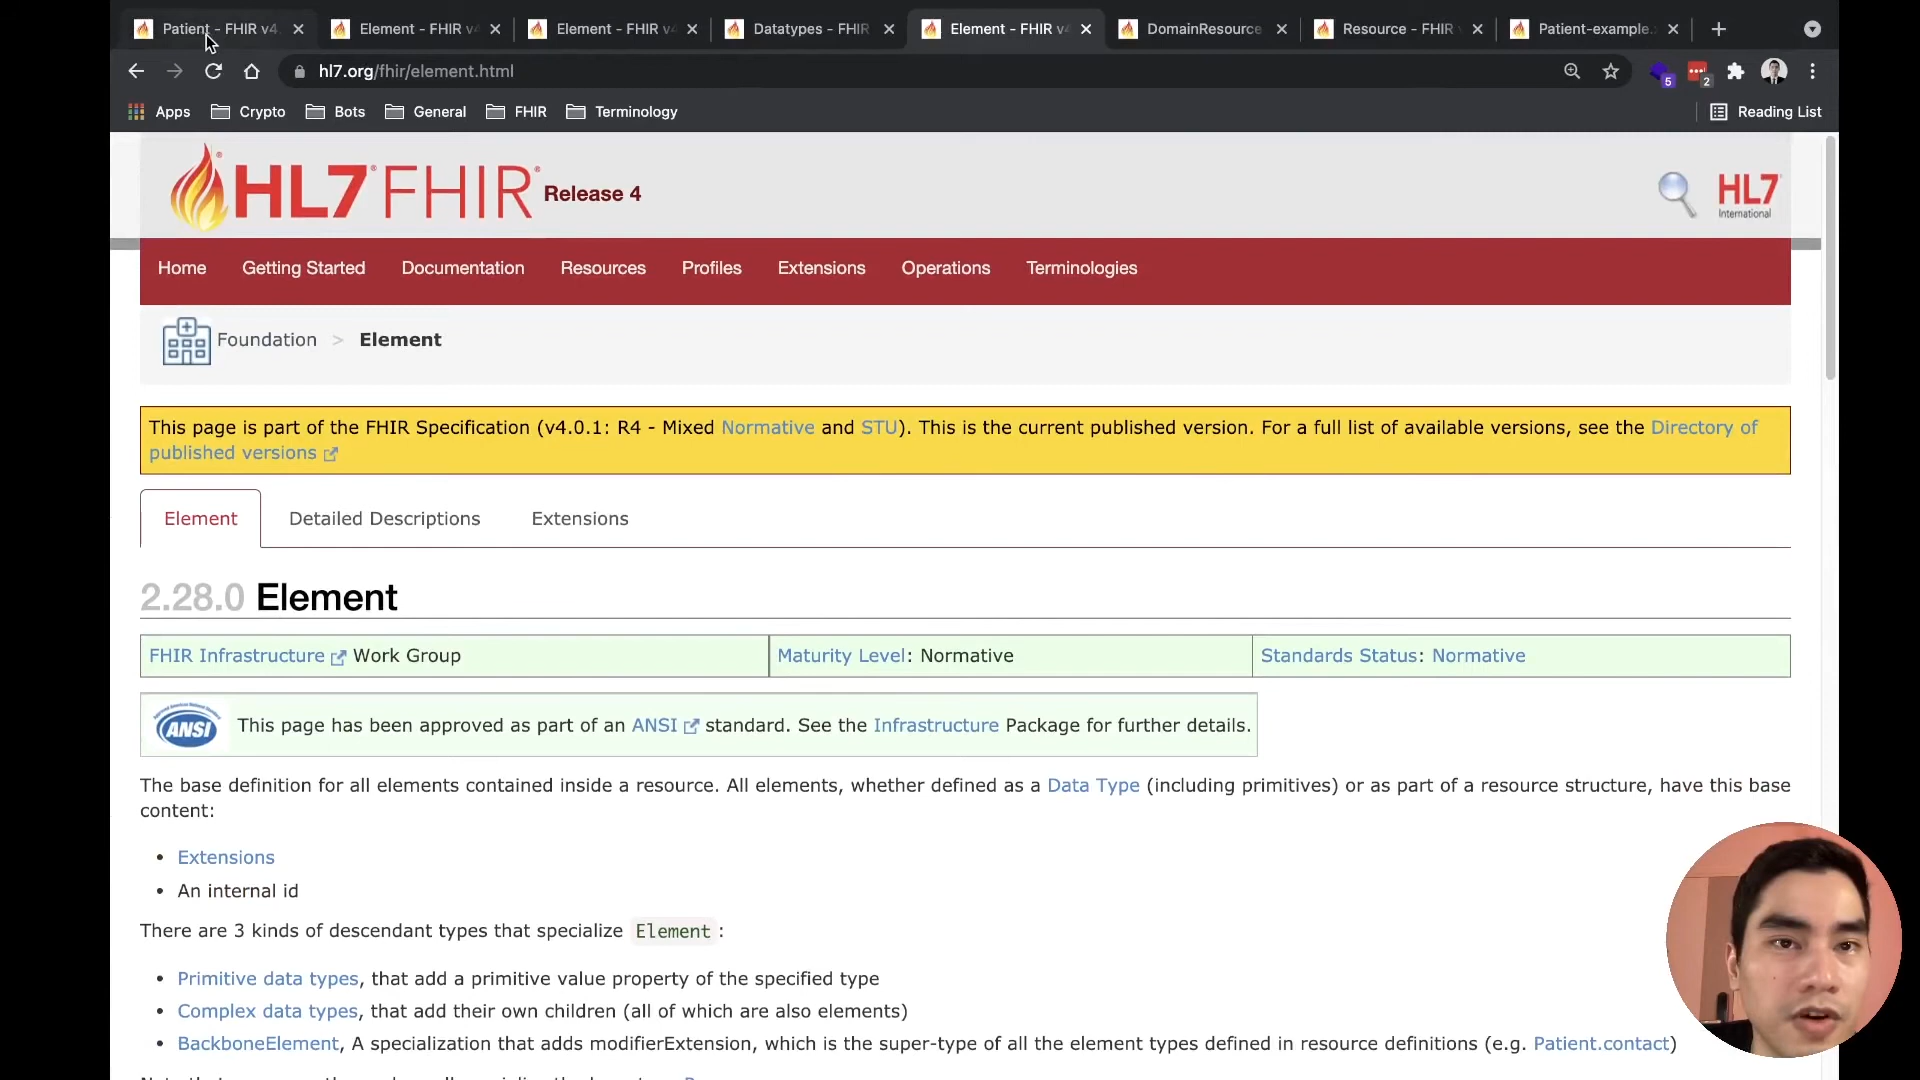 Patient - FHIR v4
Element - FHIR v4
Element - FHIR v4
Datatypes - FHIR
Element - FHIR v4
DomainResource
Resource - FHIR
Patient-example.
hl7.org/fhir/element.html
5
2
Apps
Crypto
Bots
General
FHIR
Terminology
Reading List
HL7 FHIR Release 4
HL7
International
Home
Getting Started
Documentation
Resources
Profiles
Extensions
Operations
Terminologies
Foundation > Element
This page is part of the FHIR Specification (v4.0.1: R4 - Mixed Normative and STU). This is the current published version. For a full list of available versions, see the Directory of
published versions
Element
Detailed Descriptions
Extensions
2.28.0 Element
FHIR Infrastructure Work Group
Maturity Level: Normative
Standards Status: Normative
ANSI
This page has been approved as part of an ANSI standard. See the Infrastructure Package for further details.
The base definition for all elements contained inside a resource. All elements, whether defined as a Data Type (including primitives) or as part of a resource structure, have this base
content:
• Extensions
• An internal id
There are 3 kinds of descendant types that specialize Element :
• Primitive data types, that add a primitive value property of the specified type
• Complex data types, that add their own children (all of which are also elements)
• BackboneElement, A specialization that adds modifierExtension, which is the super-type of all the element types defined in resource definitions (e.g. Patient.contact)